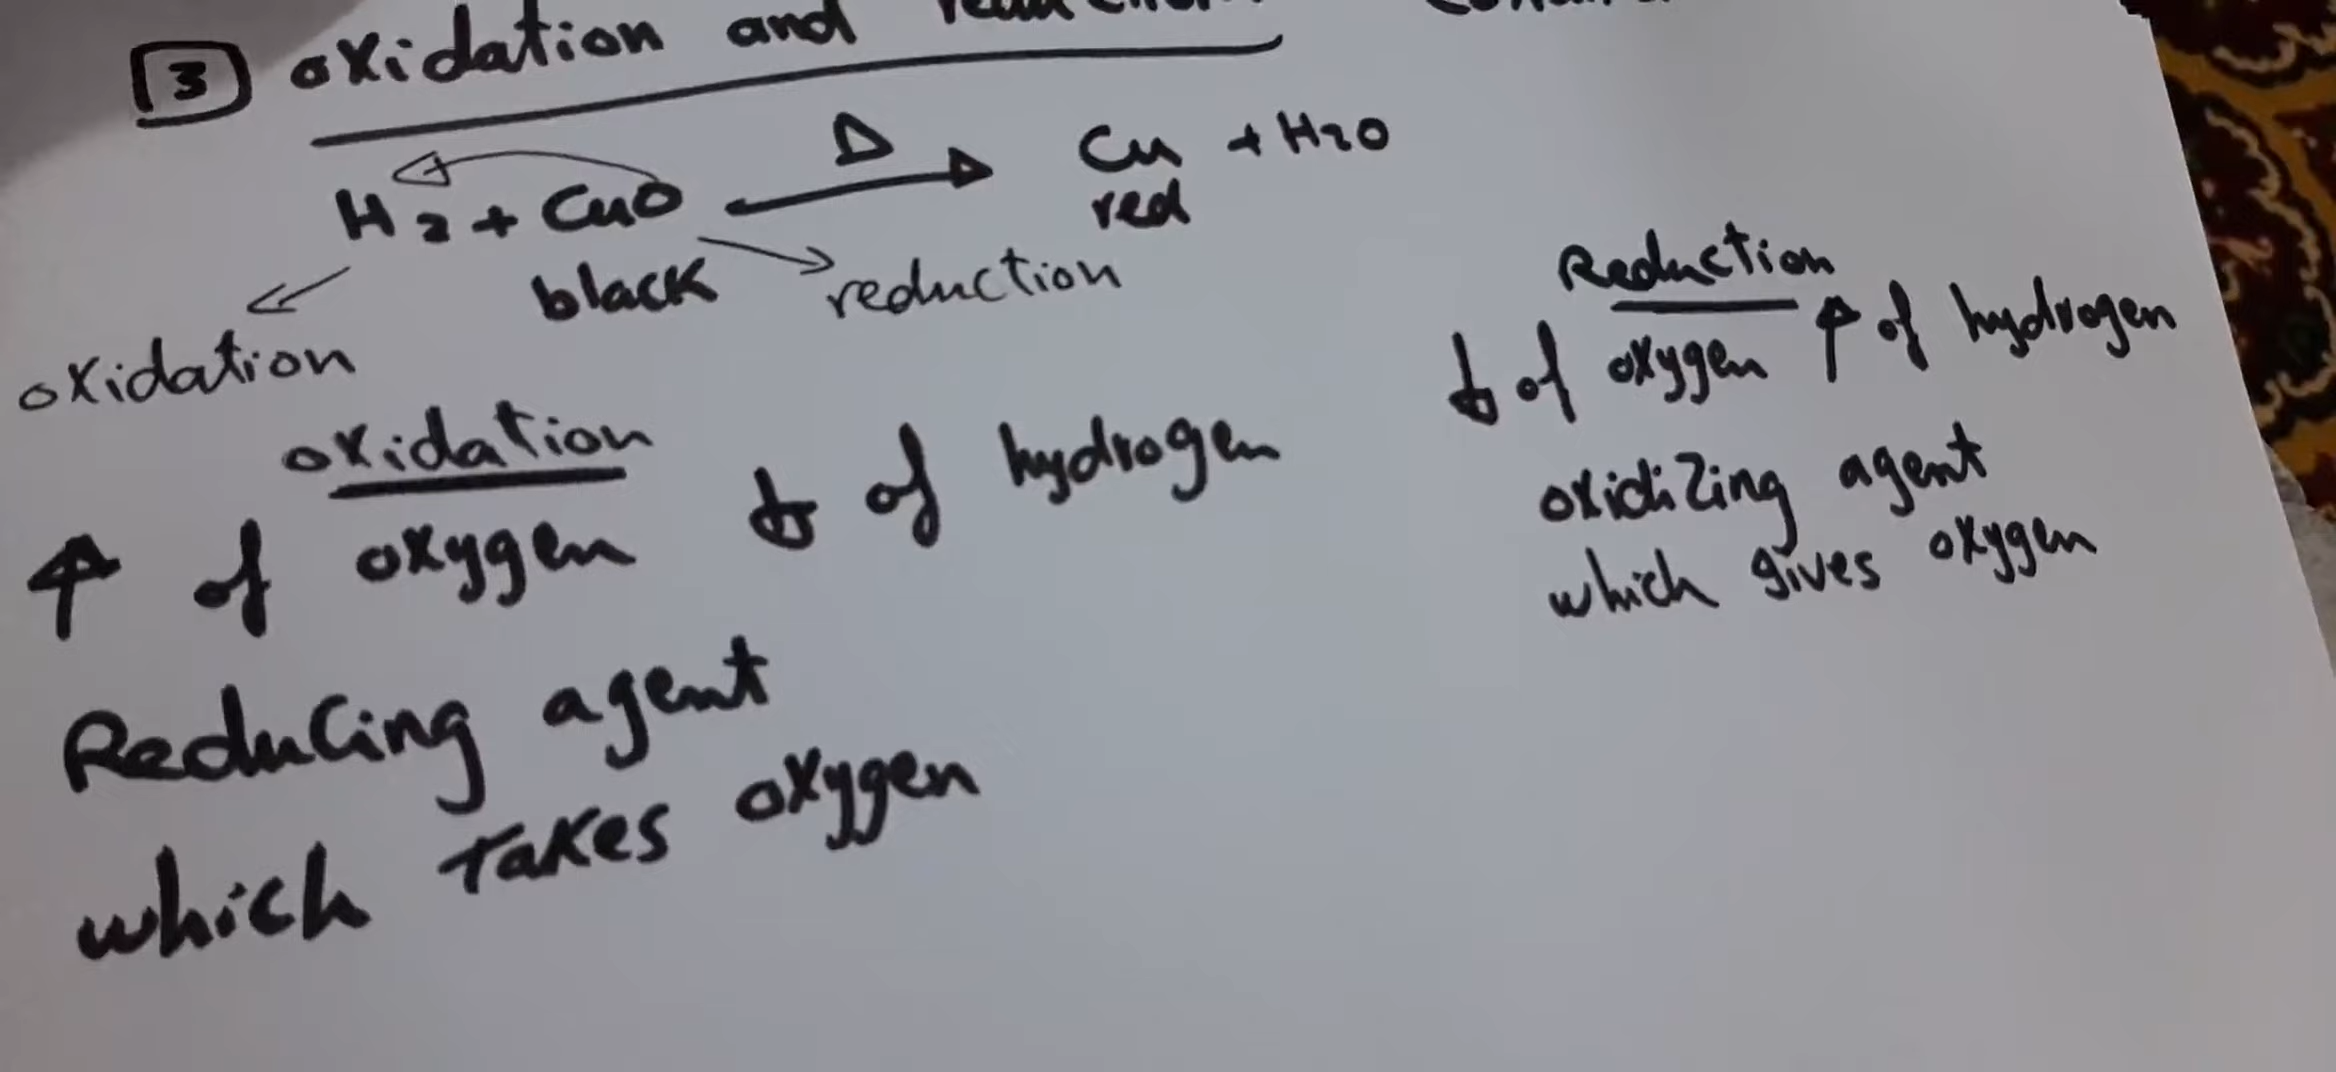 3 oxidation and
Δ
H2 + CuO → Cu + H2O
black red
oxidation reduction
oxidation
↑ of oxygen ↓ of hydrogen
Reducing agent
which takes oxygen
Reduction
↓ of oxygen ↑ of hydrogen
oxidizing agent
which gives oxygen